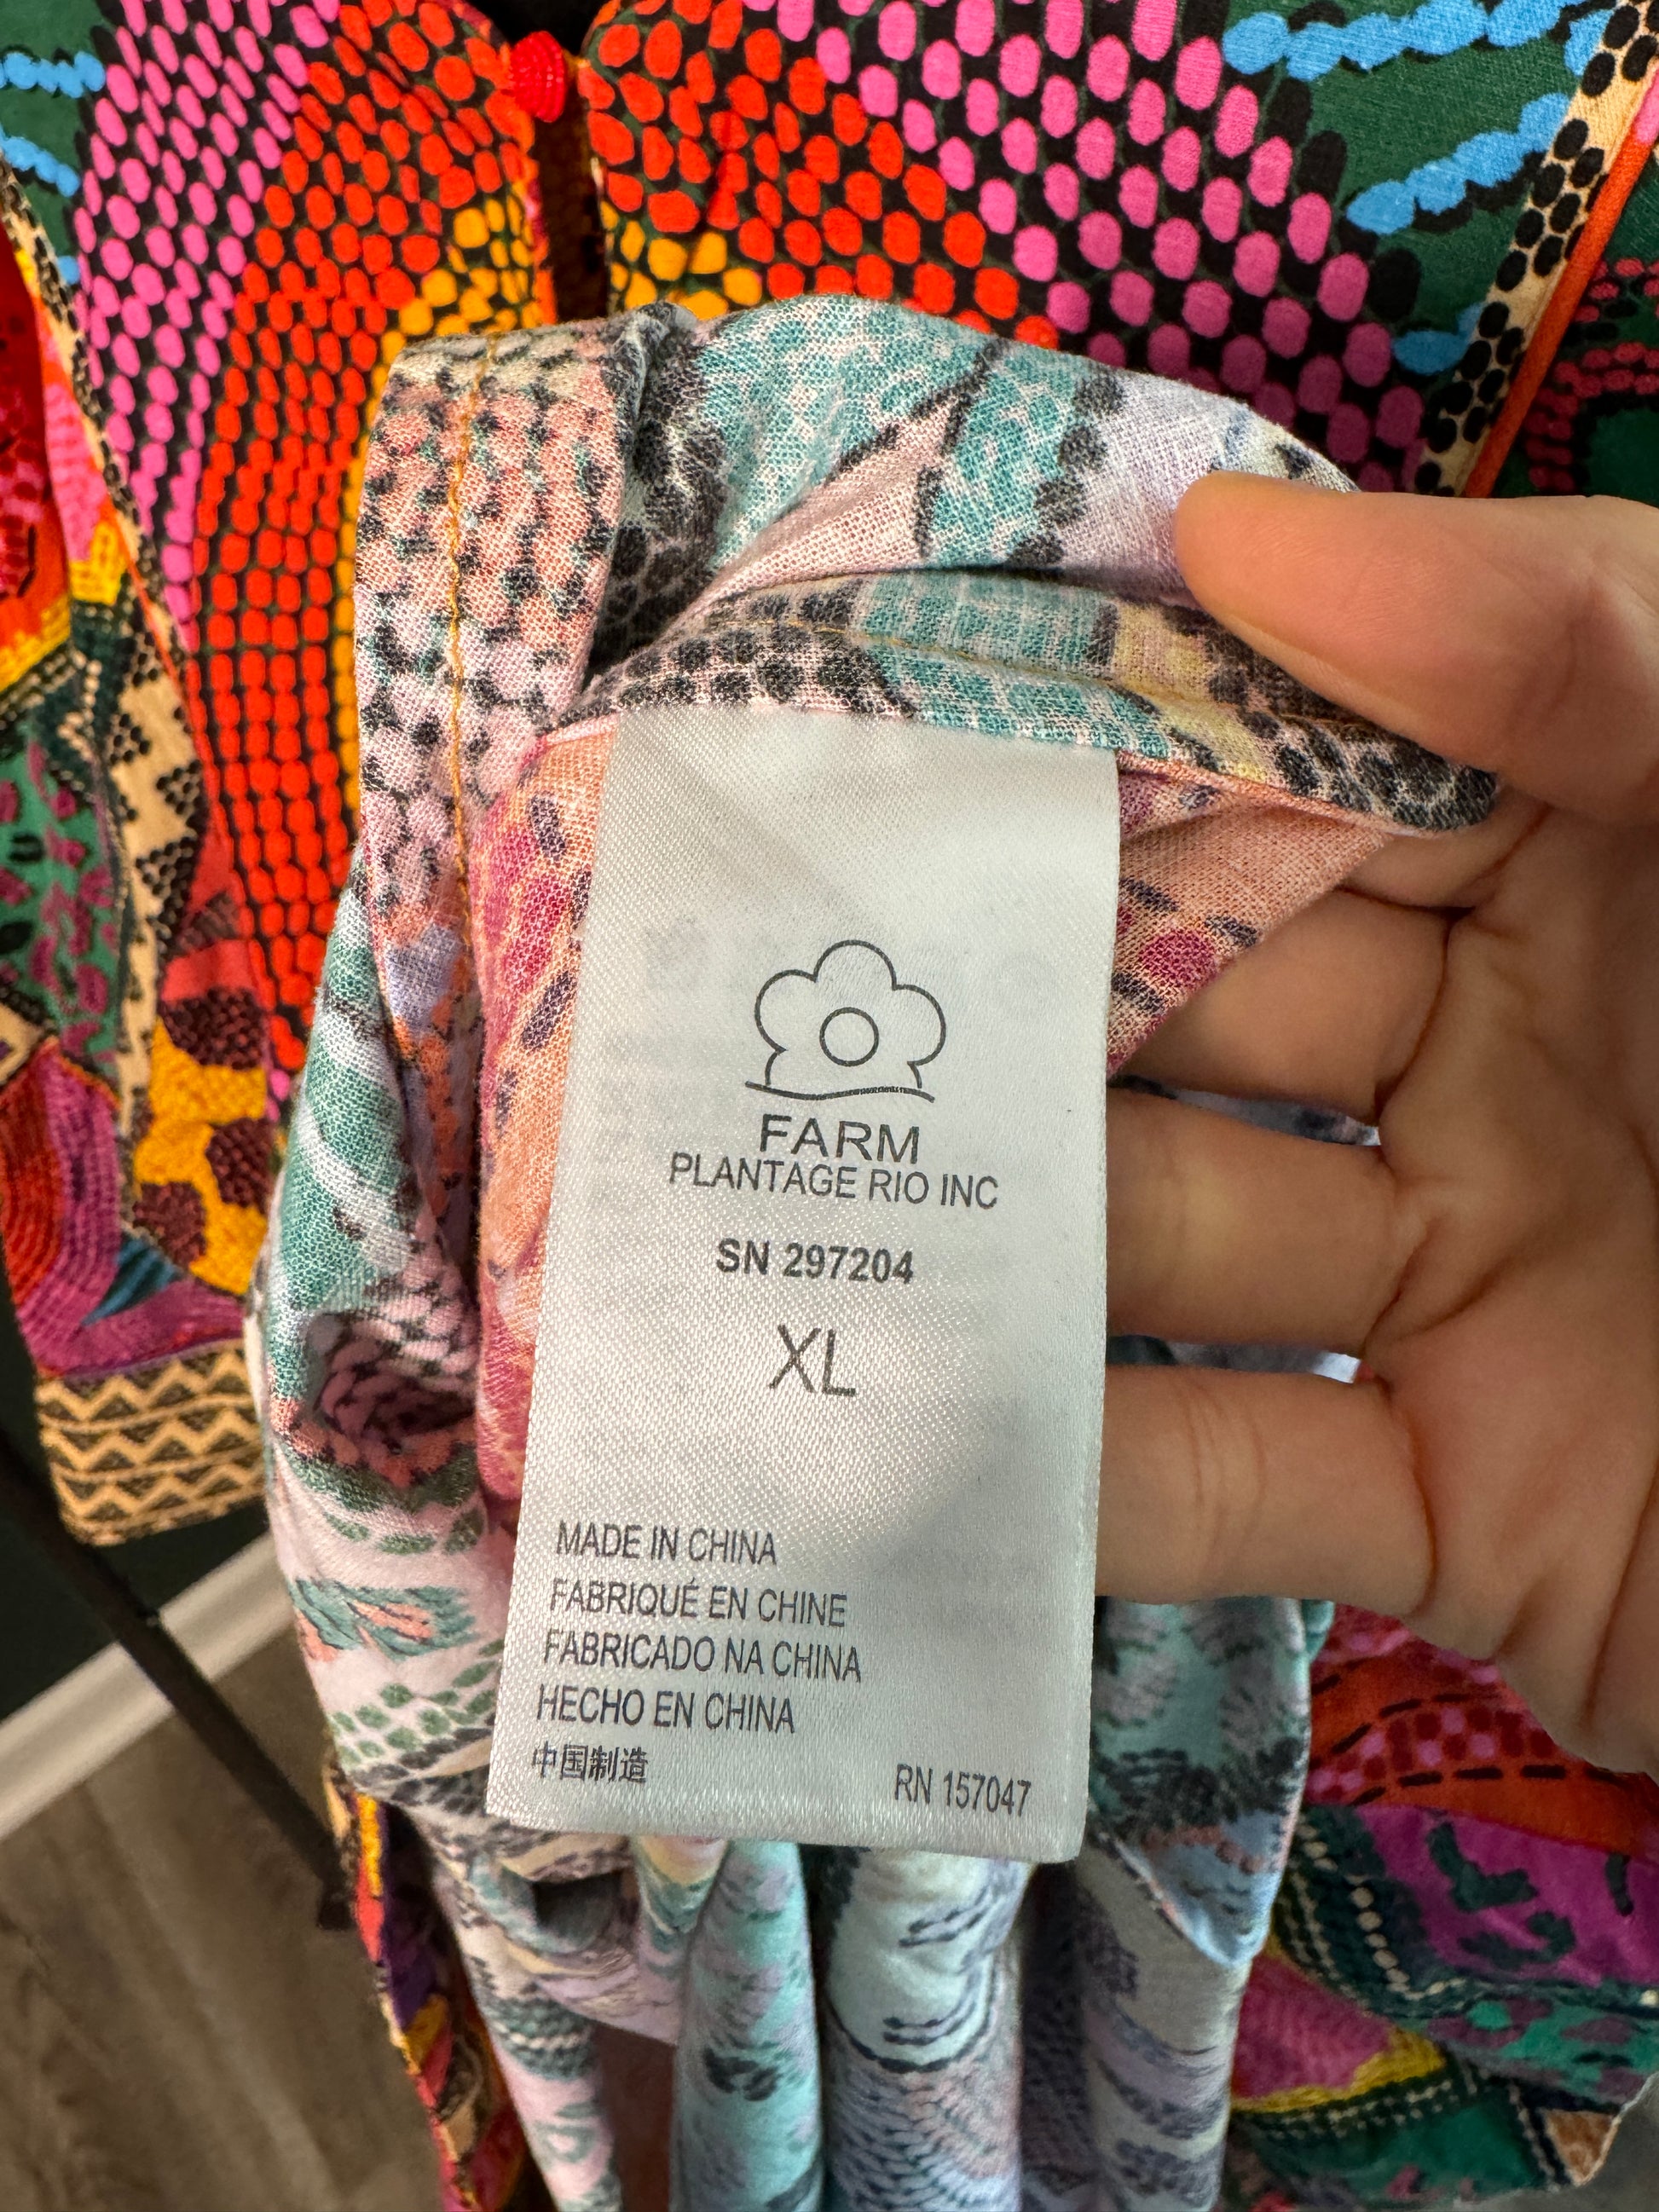 FARM
PLANTAGE RIO INC
SN 297204
XL
MADE IN CHINA
FABRIQUÉ EN CHINE
FABRICADO NA CHINA
HECHO EN CHINA
中国制造
RN 157047